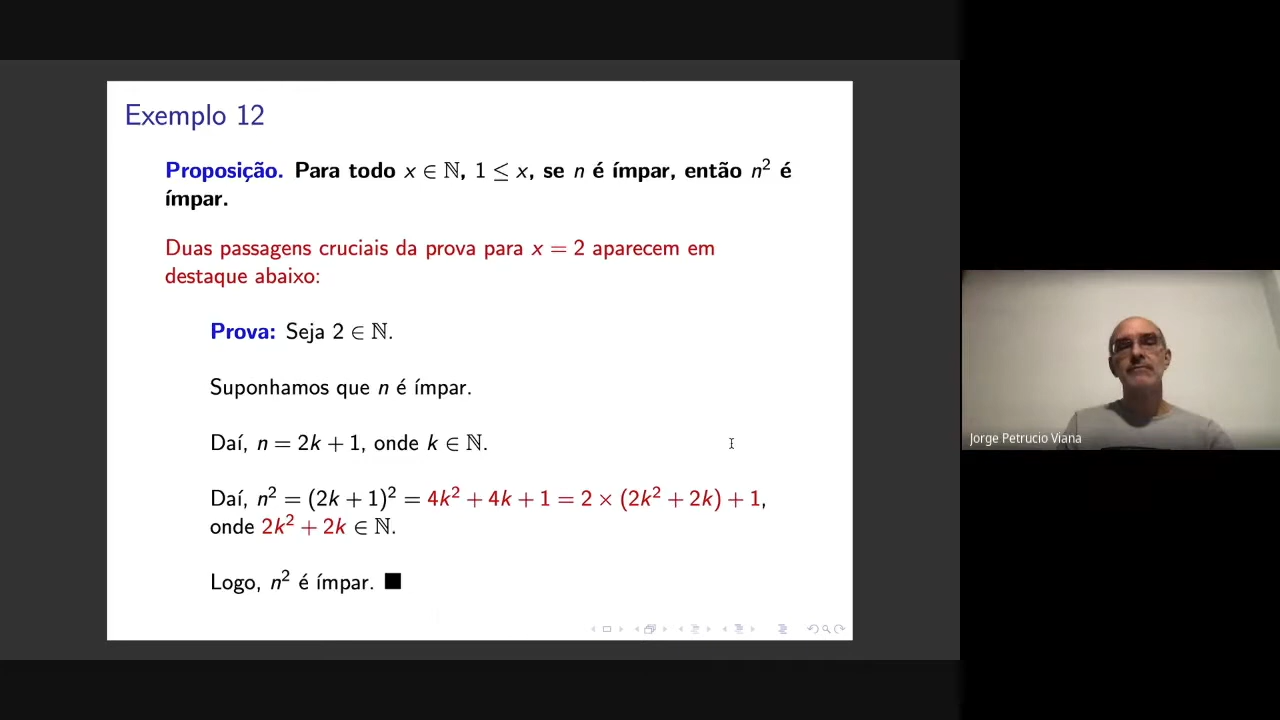 Exemplo 12
Proposição. Para todo x ∈ ℕ, 1 ≤ x, se n é ímpar, então n² é
ímpar.
Duas passagens cruciais da prova para x = 2 aparecem em
destaque abaixo:
Prova: Seja 2 ∈ ℕ.
Suponhamos que n é ímpar.
Daí, n = 2k + 1, onde k ∈ ℕ.
Daí, n² = (2k + 1)² = 4k² + 4k + 1 = 2 × (2k² + 2k) + 1,
onde 2k² + 2k ∈ ℕ.
Logo, n² é ímpar. ■
Jorge Petrucio Viana